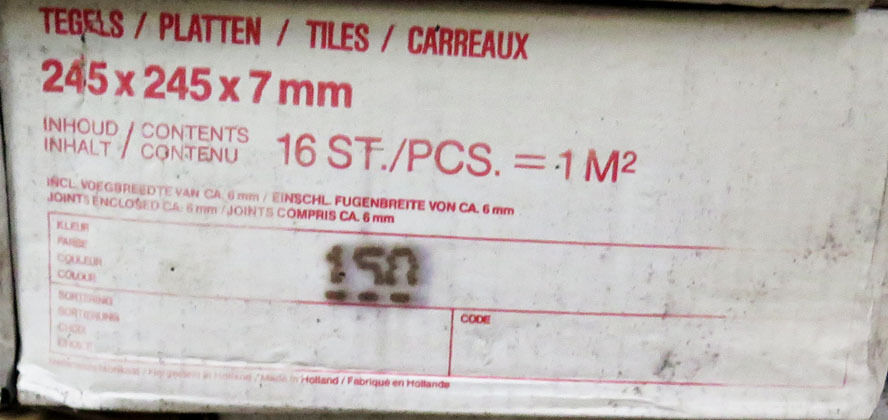 TEGELS / PLATTEN / TILES / CARREAUX
245 x 245 x 7 mm
INHOUD / CONTENTS
INHALT / CONTENU
16 ST./PCS. = 1 M²
INCL. VOEGBREEDTE VAN CA. 6 mm / EINSCHL. FUGENBREITE VON CA. 6 mm
JOINTS ENCLOSED CA. 6 mm / JOINTS COMPRIS CA. 6 mm
KLEUR
FARBE
COULEUR
COLOUR
150
SORTERING
SORTIERUNG
CHOIX
CODE
in Holland / Made in Holland / Fabriqué en Hollande